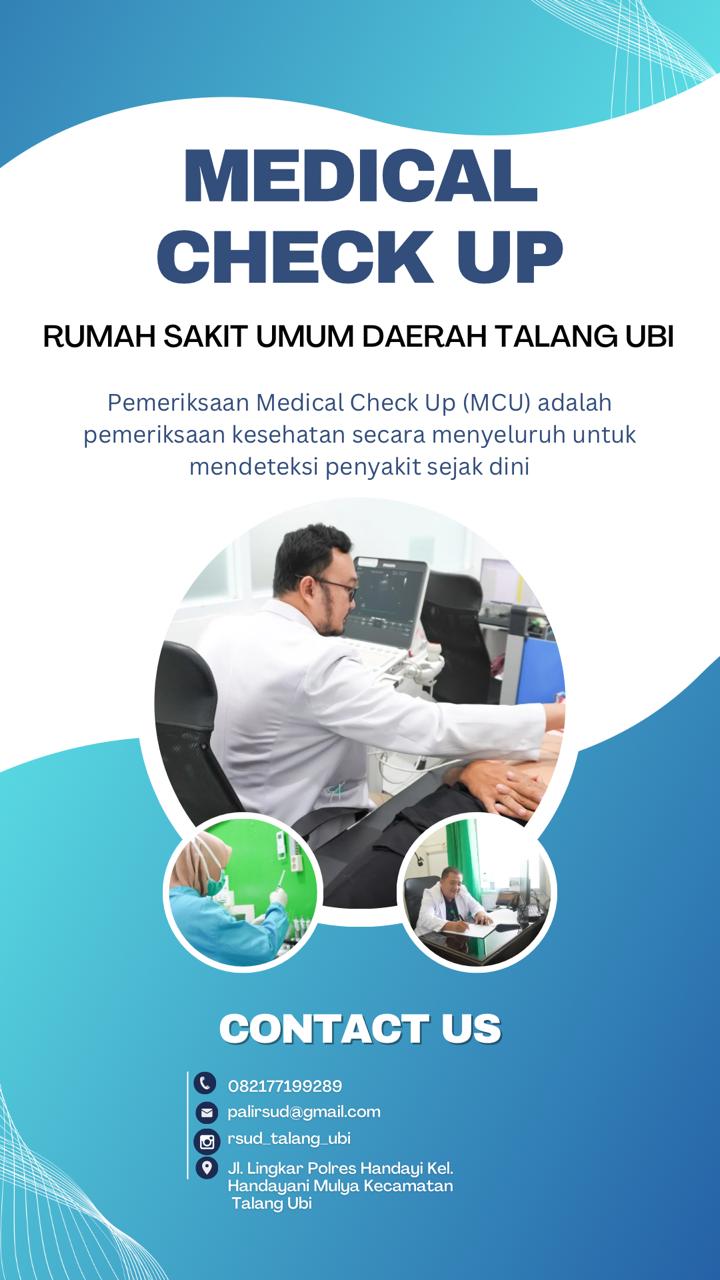 MEDICAL
CHECK UP
RUMAH SAKIT UMUM DAERAH TALANG UBI
Pemeriksaan Medical Check Up (MCU) adalah
pemeriksaan kesehatan secara menyeluruh untuk
mendeteksi penyakit sejak dini
CONTACT US
082177199289
palirsud@gmail.com
rsud_talang_ubi
Jl. Lingkar Polres Handayi Kel.
Handayani Mulya Kecamatan
Talang Ubi